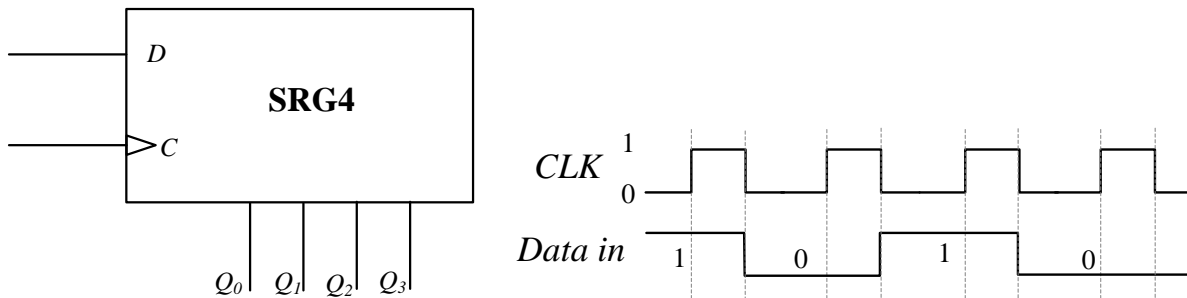 D
SRG4
C
Q0 Q1 Q2 Q3
1
CLK
0
Data in
1 0 1 0